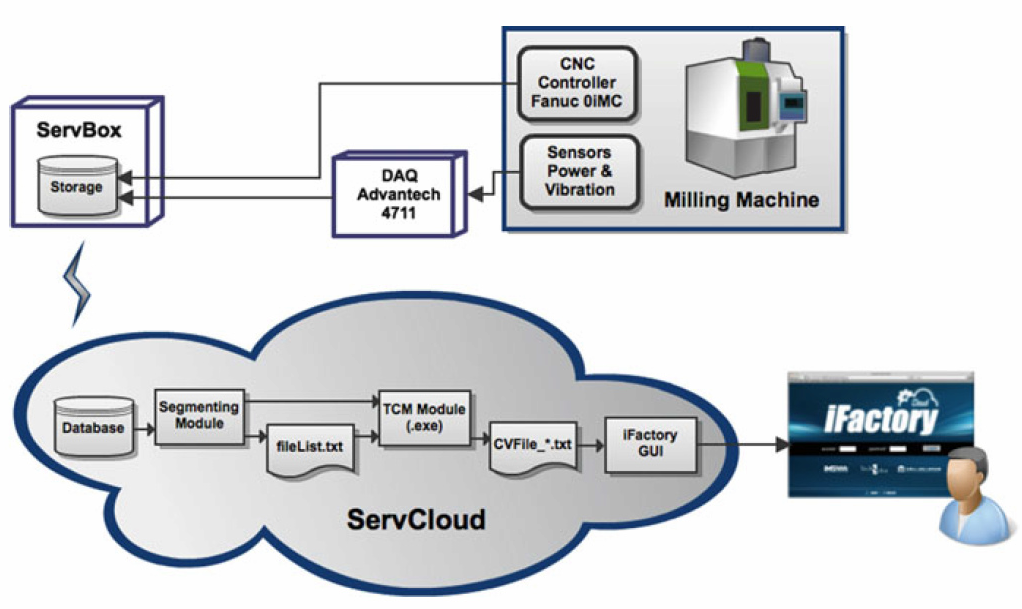 CNC
Controller
Fanuc 0iMC
ServBox
Storage
DAQ
Advantech
4711
Sensors
Power &
Vibration
Milling Machine
Database
Segmenting
Module
fileList.txt
TCM Module
(.exe)
CVFile_*.txt
iFactory
GUI
ServCloud
Cloud
iFactory